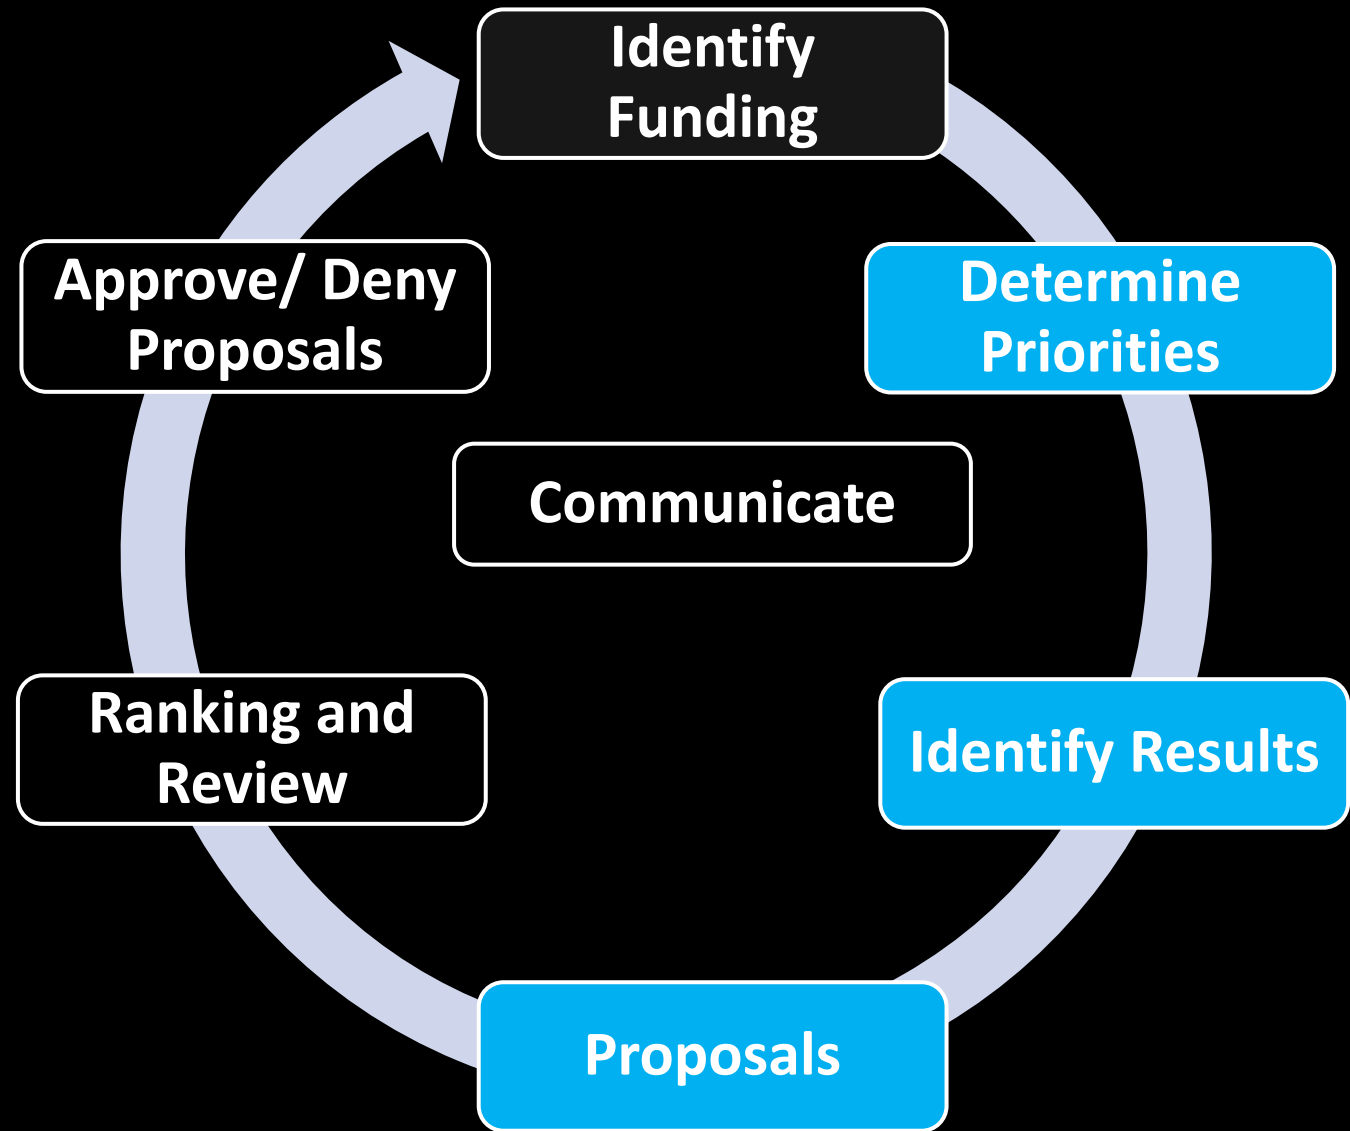 Identify
Funding
Determine
Priorities
Identify Results
Proposals
Ranking and
Review
Approve/ Deny
Proposals
Communicate